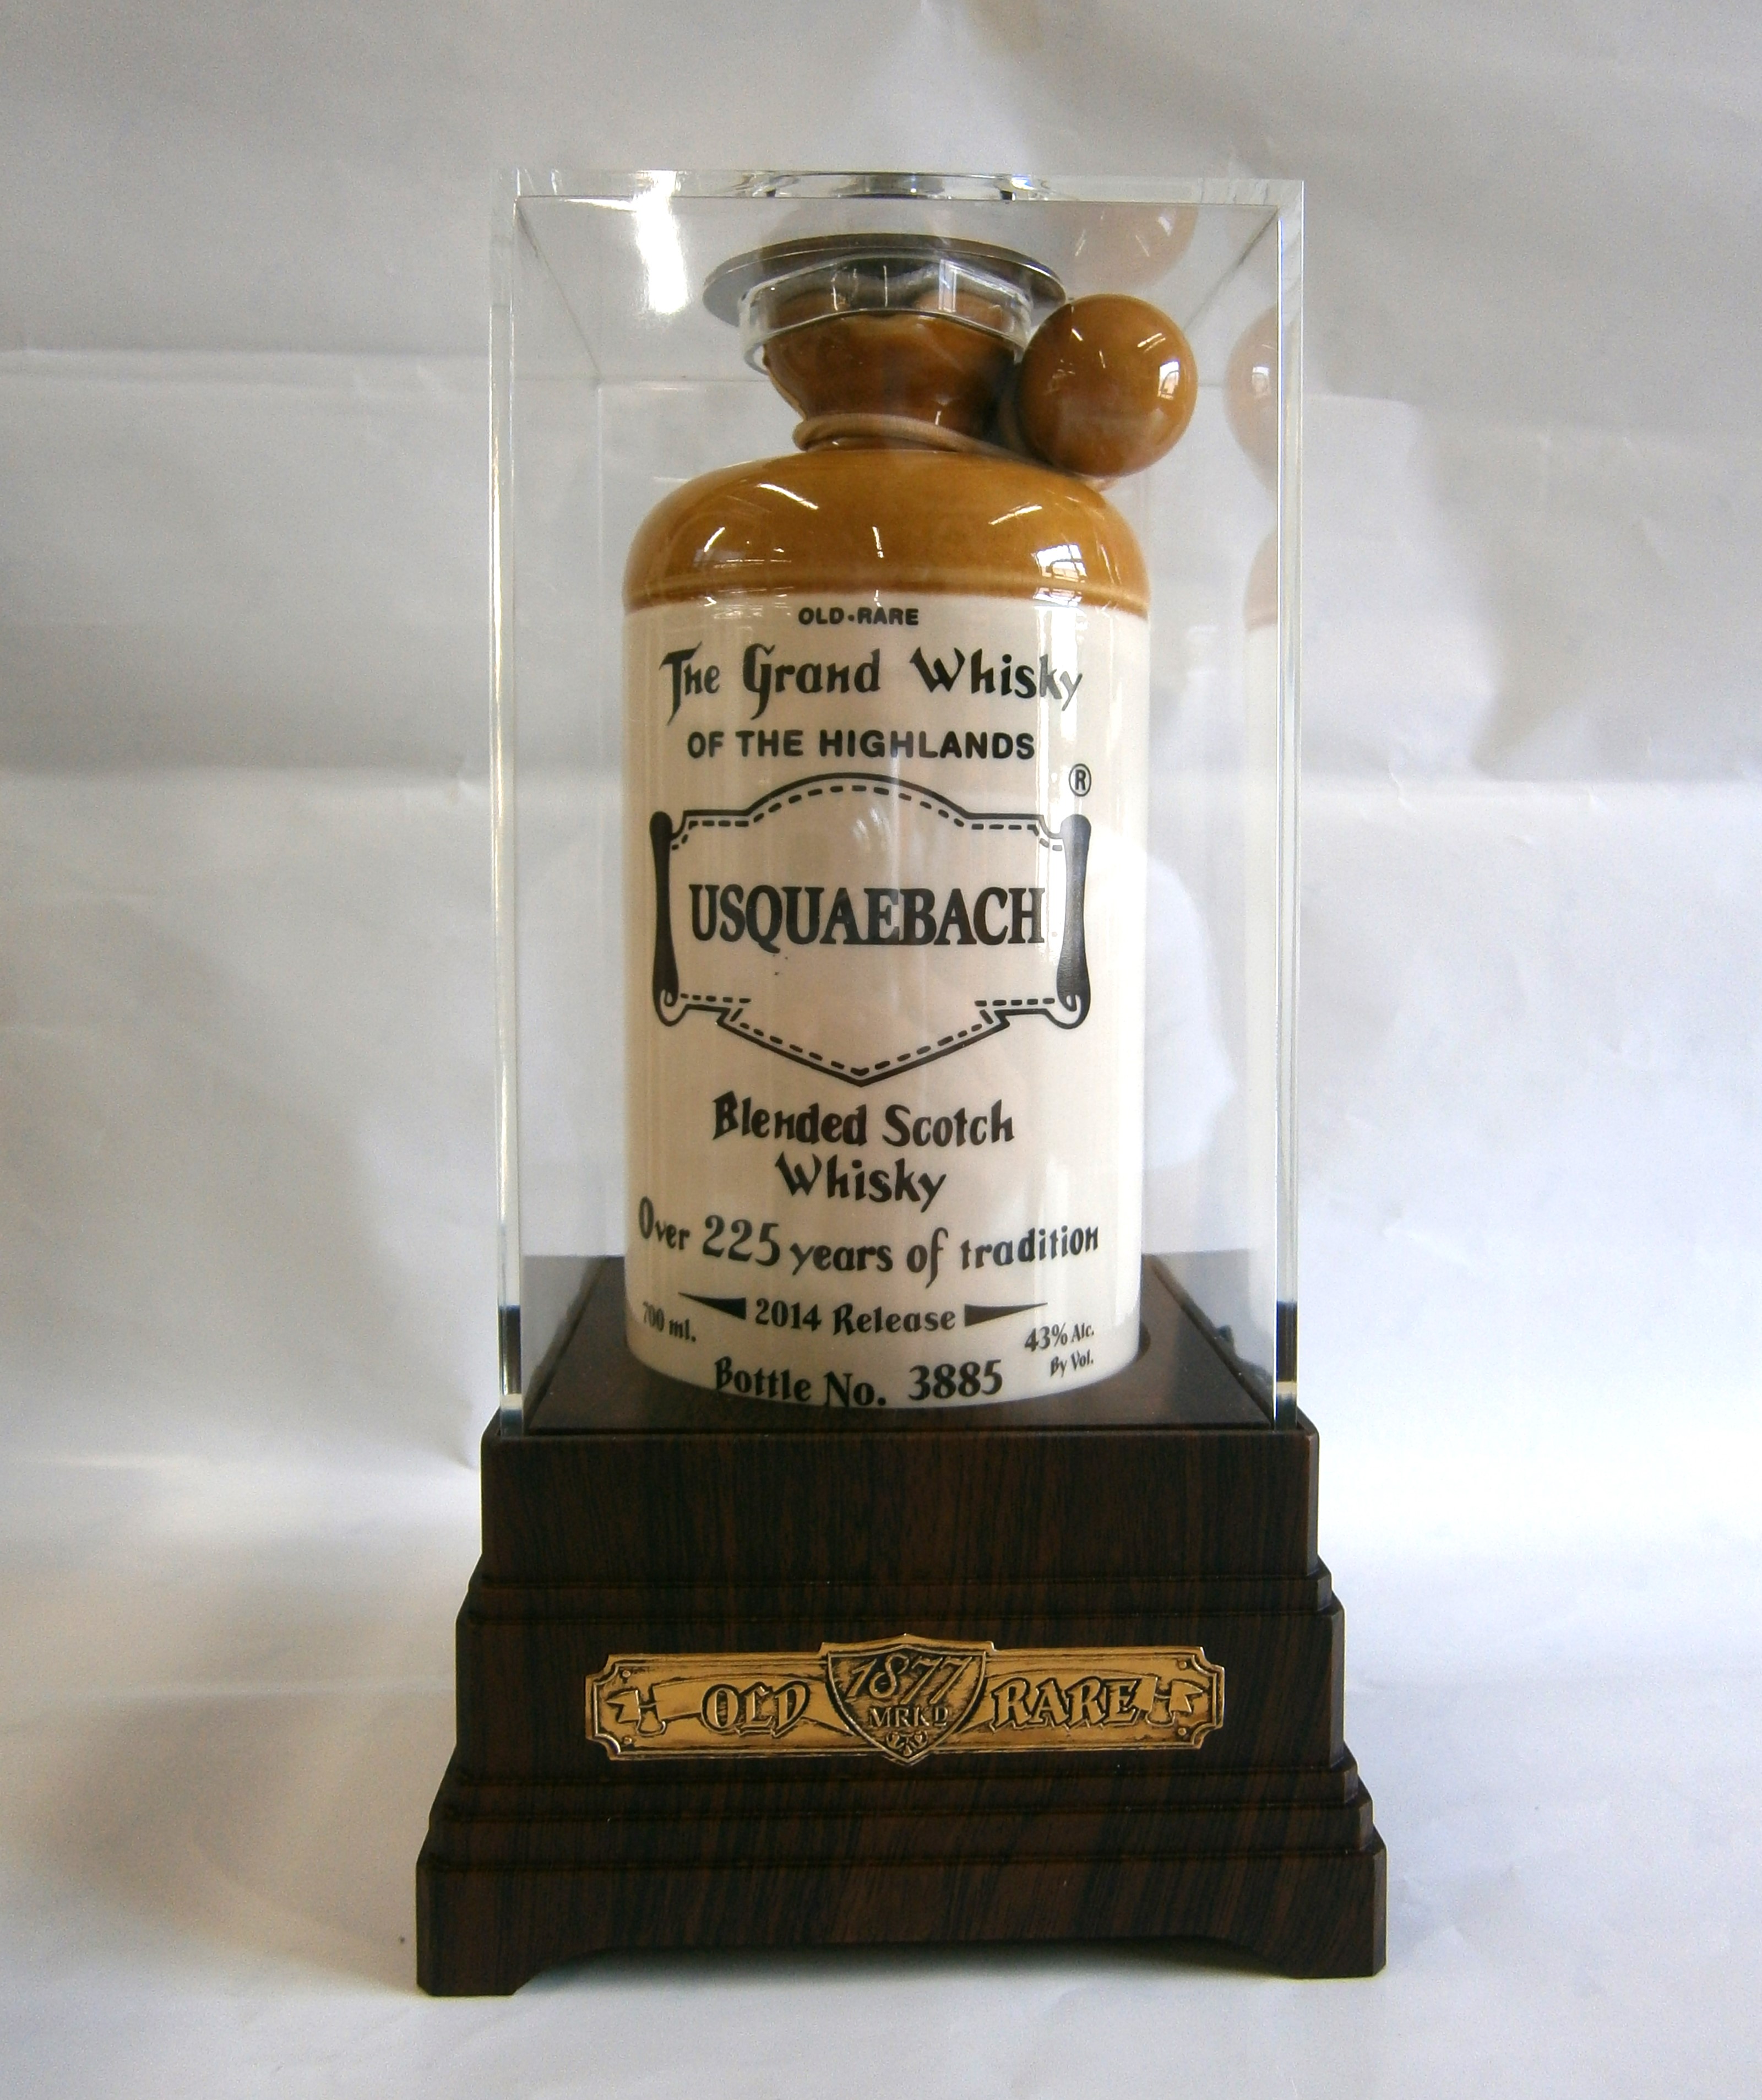 OLD•RARE
The Grand Whisky
OF THE HIGHLANDS
®
USQUAEBACH
Blended Scotch
Whisky
Over 225 years of tradition
2014 Release
700 ml.
43% Alc.
By Vol.
Bottle No. 3885
OLD 1877 RARE
MRKD